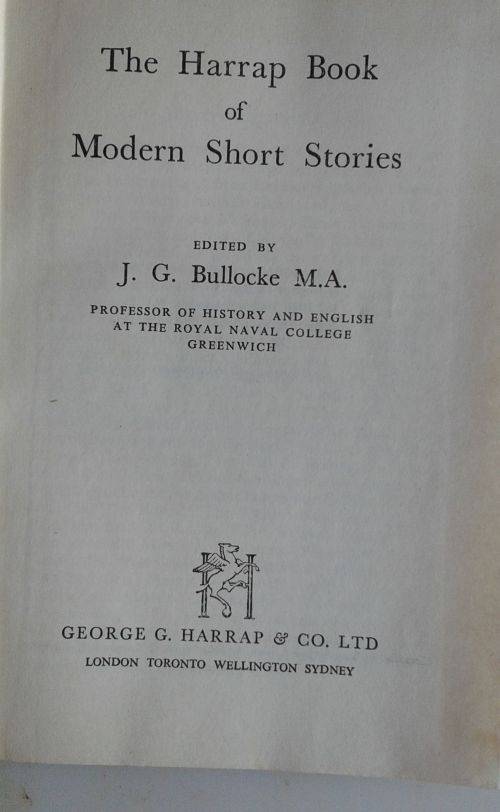 The Harrap Book
of
Modern Short Stories
EDITED BY
J. G. Bullocke M.A.
PROFESSOR OF HISTORY AND ENGLISH
AT THE ROYAL NAVAL COLLEGE
GREENWICH
GEORGE G. HARRAP & CO. LTD
LONDON TORONTO WELLINGTON SYDNEY